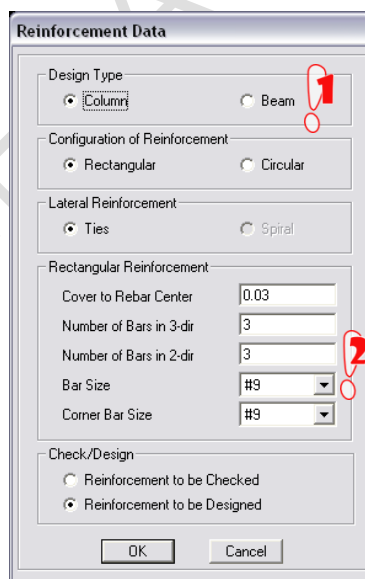 Reinforcement Data
Design Type
Column Beam
1
Configuration of Reinforcement
Rectangular Circular
Lateral Reinforcement
Ties Spiral
Rectangular Reinforcement
Cover to Rebar Center 0.03
Number of Bars in 3-dir 3
Number of Bars in 2-dir 3
2
Bar Size #9
Corner Bar Size #9
Check/Design
Reinforcement to be Checked
Reinforcement to be Designed
OK Cancel